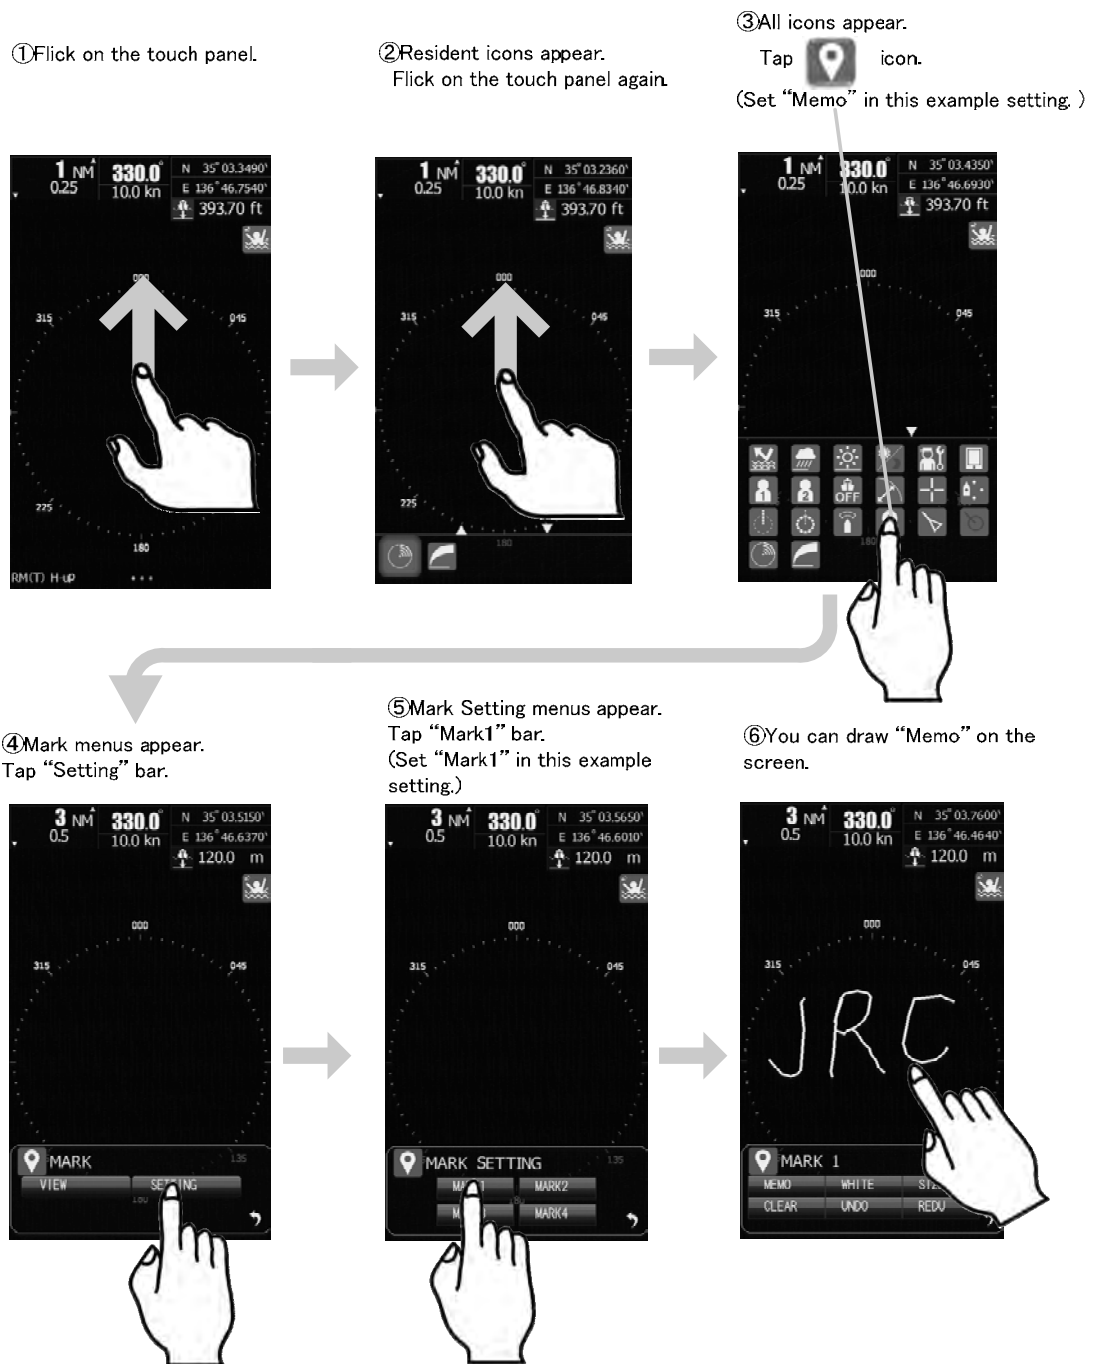 ①Flick on the touch panel.
②Resident icons appear.
Flick on the touch panel again.
③All icons appear.
Tap icon.
(Set “Memo” in this example setting. )
1 NM
0.25
330.0°
10.0 kn
N 35°03.3490'
E 136°46.7540'
393.70 ft
000
315
045
225
180
RM(T) H-up
1 NM
0.25
330.0°
10.0 kn
N 35°03.2360'
E 136°46.8340'
393.70 ft
000
315
045
225
180
1 NM
0.25
330.0°
10.0 kn
N 35°03.4350'
E 136°46.6930'
393.70 ft
000
315
045
1
2
OFF
180
④Mark menus appear.
Tap “Setting” bar.
⑤Mark Setting menus appear.
Tap “Mark1” bar.
(Set “Mark1” in this example
setting.)
⑥You can draw “Memo” on the
screen.
3 NM
0.5
330.0°
10.0 kn
N 35°03.5150'
E 136°46.6370'
120.0 m
000
315
045
MARK
135
VIEW
180
3 NM
0.5
330.0°
10.0 kn
N 35°03.5650'
E 136°46.6010'
120.0 m
000
315
045
MARK SETTING
135
MARK2
180
MARK4
3 NM
0.5
330.0°
10.0 kn
N 35°03.7600'
E 136°46.4640'
120.0 m
000
315
045
JRC
MARK 1
MEMO WHITE
CLEAR UNDO REDU